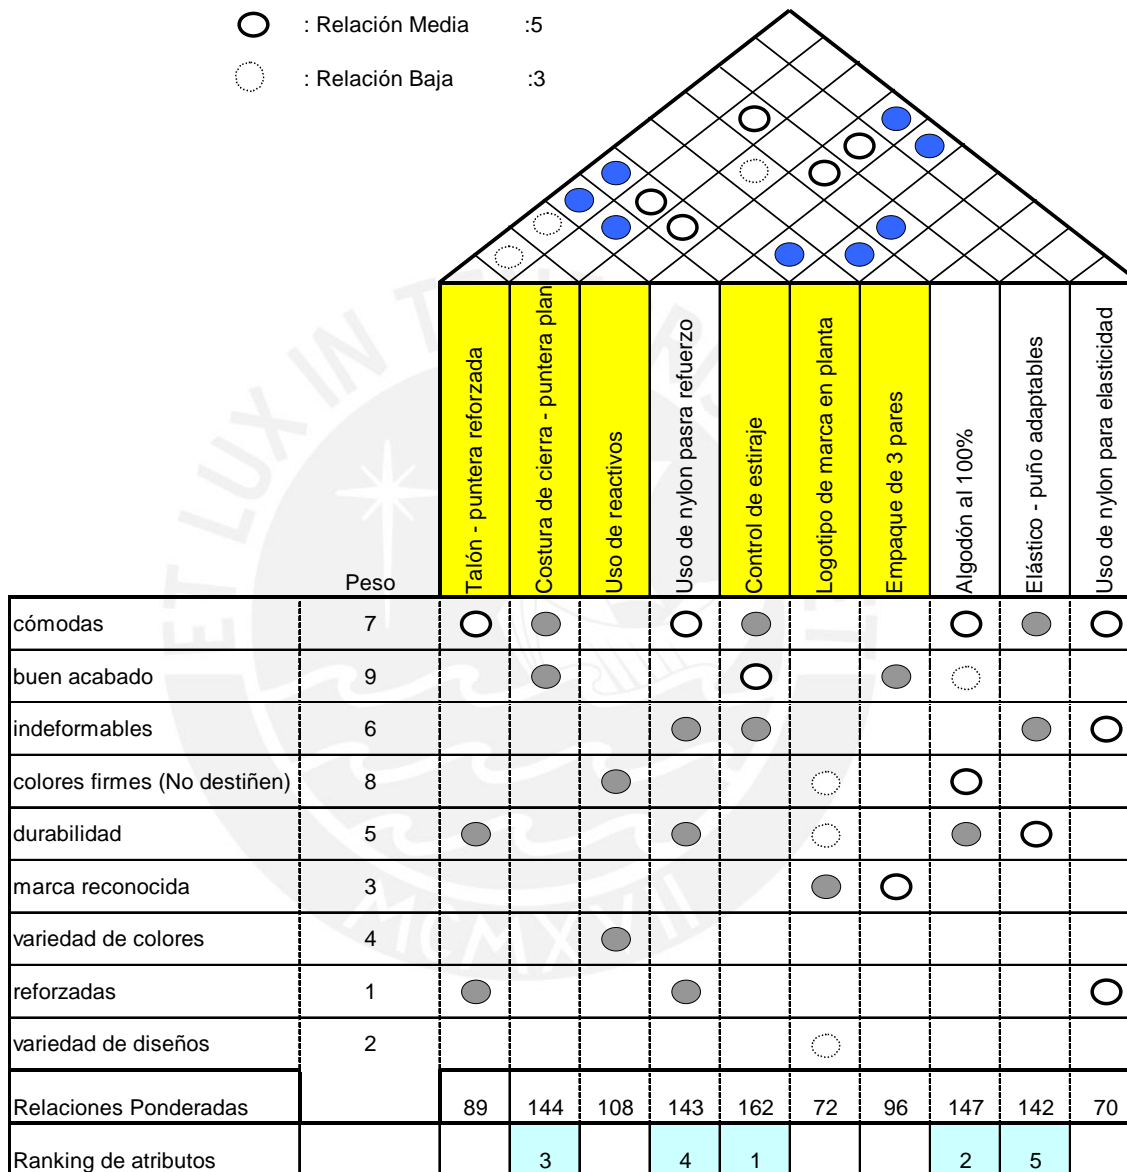 : Relación Media :5
: Relación Baja :3
Talón - puntera reforzada
Costura de cierra - puntera plan
Uso de reactivos
Uso de nylon pasra refuerzo
Control de estiraje
Logotipo de marca en planta
Empaque de 3 pares
Algodón al 100%
Elástico - puño adaptables
Uso de nylon para elasticidad
Peso
cómodas 7
buen acabado 9
indeformables 6
colores firmes (No destiñen) 8
durabilidad 5
marca reconocida 3
variedad de colores 4
reforzadas 1
variedad de diseños 2
Relaciones Ponderadas 89 144 108 143 162 72 96 147 142 70
Ranking de atributos 3 4 1 2 5
ET LUX IN
MCMXVII